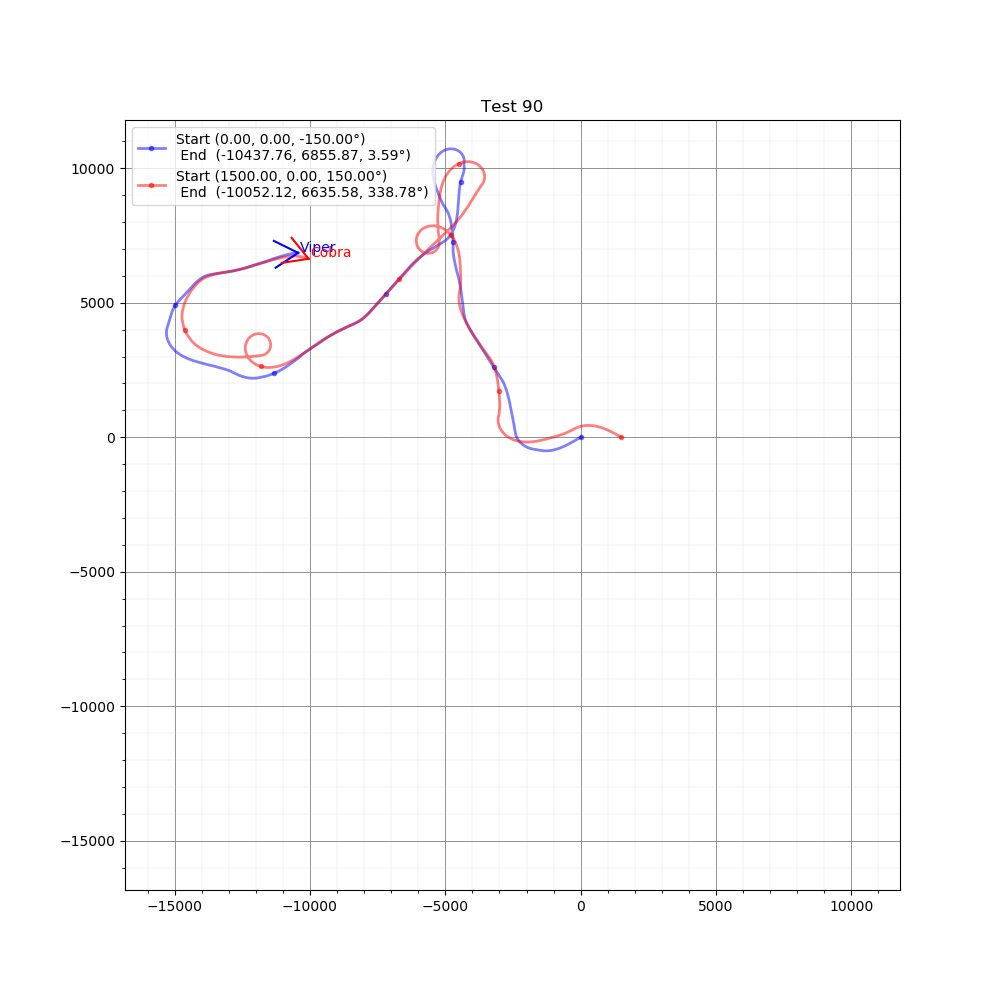 Test 90
Start (0.00, 0.00, -150.00°)
End (-10437.76, 6855.87, 3.59°)
Start (1500.00, 0.00, 150.00°)
End (-10052.12, 6635.58, 338.78°)
10000
5000
0
−5000
−10000
−15000
Viper
Cobra
−15000
−10000
−5000
0
5000
10000